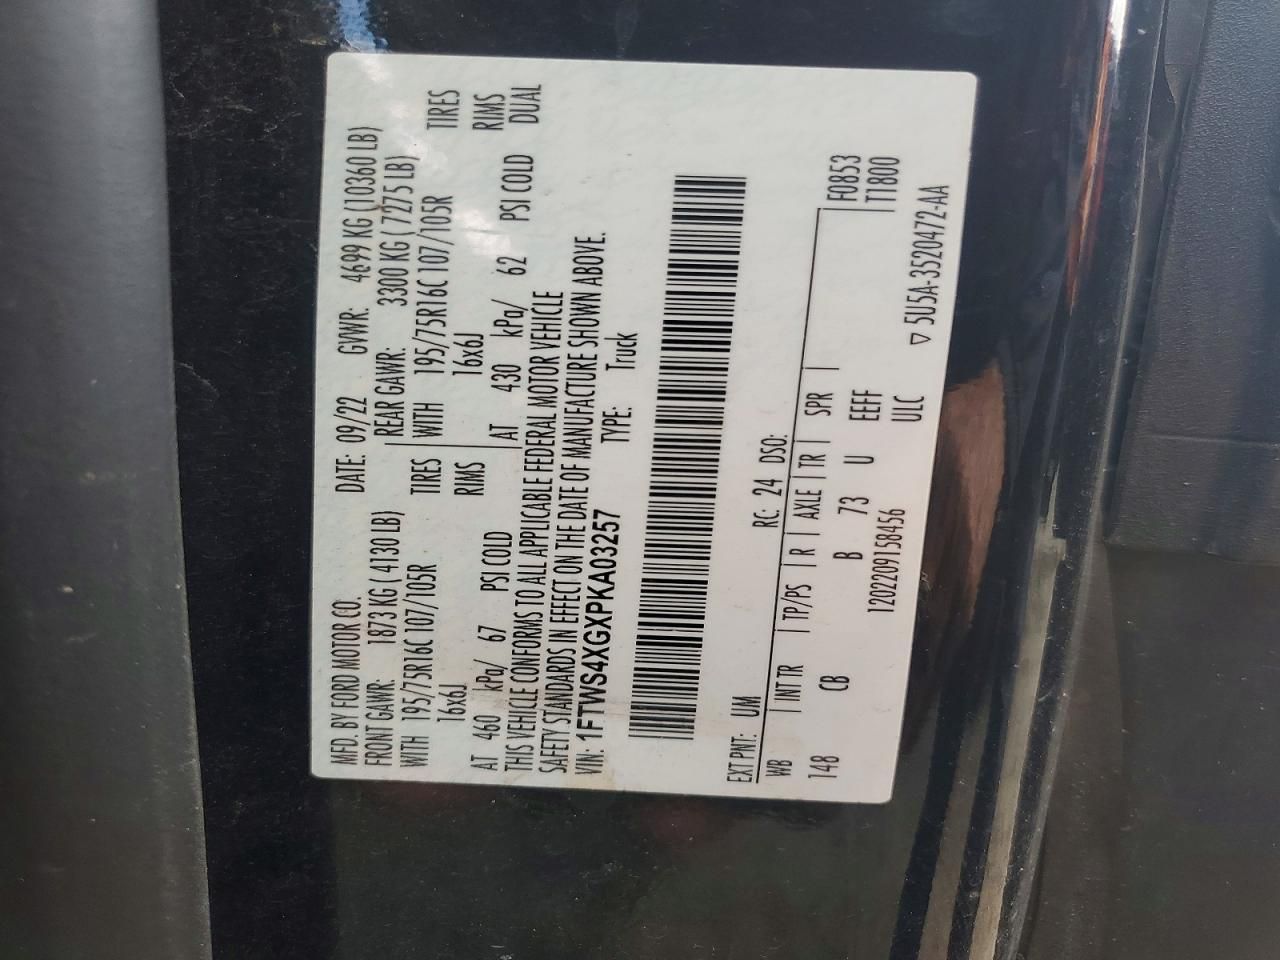 MFD. BY FORD MOTOR CO. DATE: 09/22 GVWR: 4699 KG (10360 LB)
FRONT GAWR: 1873 KG (4130 LB) REAR GAWR: 3300 KG (7275 LB)
WITH 195/75R16C 107/105R TIRES WITH 195/75R16C 107/105R TIRES
16x6J RIMS 16x6J RIMS
AT 460 kPa/ 67 PSI COLD AT 430 kPa/ 62 PSI COLD DUAL
THIS VEHICLE CONFORMS TO ALL APPLICABLE FEDERAL MOTOR VEHICLE
SAFETY STANDARDS IN EFFECT ON THE DATE OF MANUFACTURE SHOWN ABOVE.
VIN: 1FTWS4XGXPKA03257 TYPE: Truck
EXT PNT: UM RC: 24 DSO:
WB INT TR TP/PS R AXLE TR SPR F0853
148 CB B 73 U EEFF T1800
1202209158456 ULC
▽ 5U5A-3520472-AA